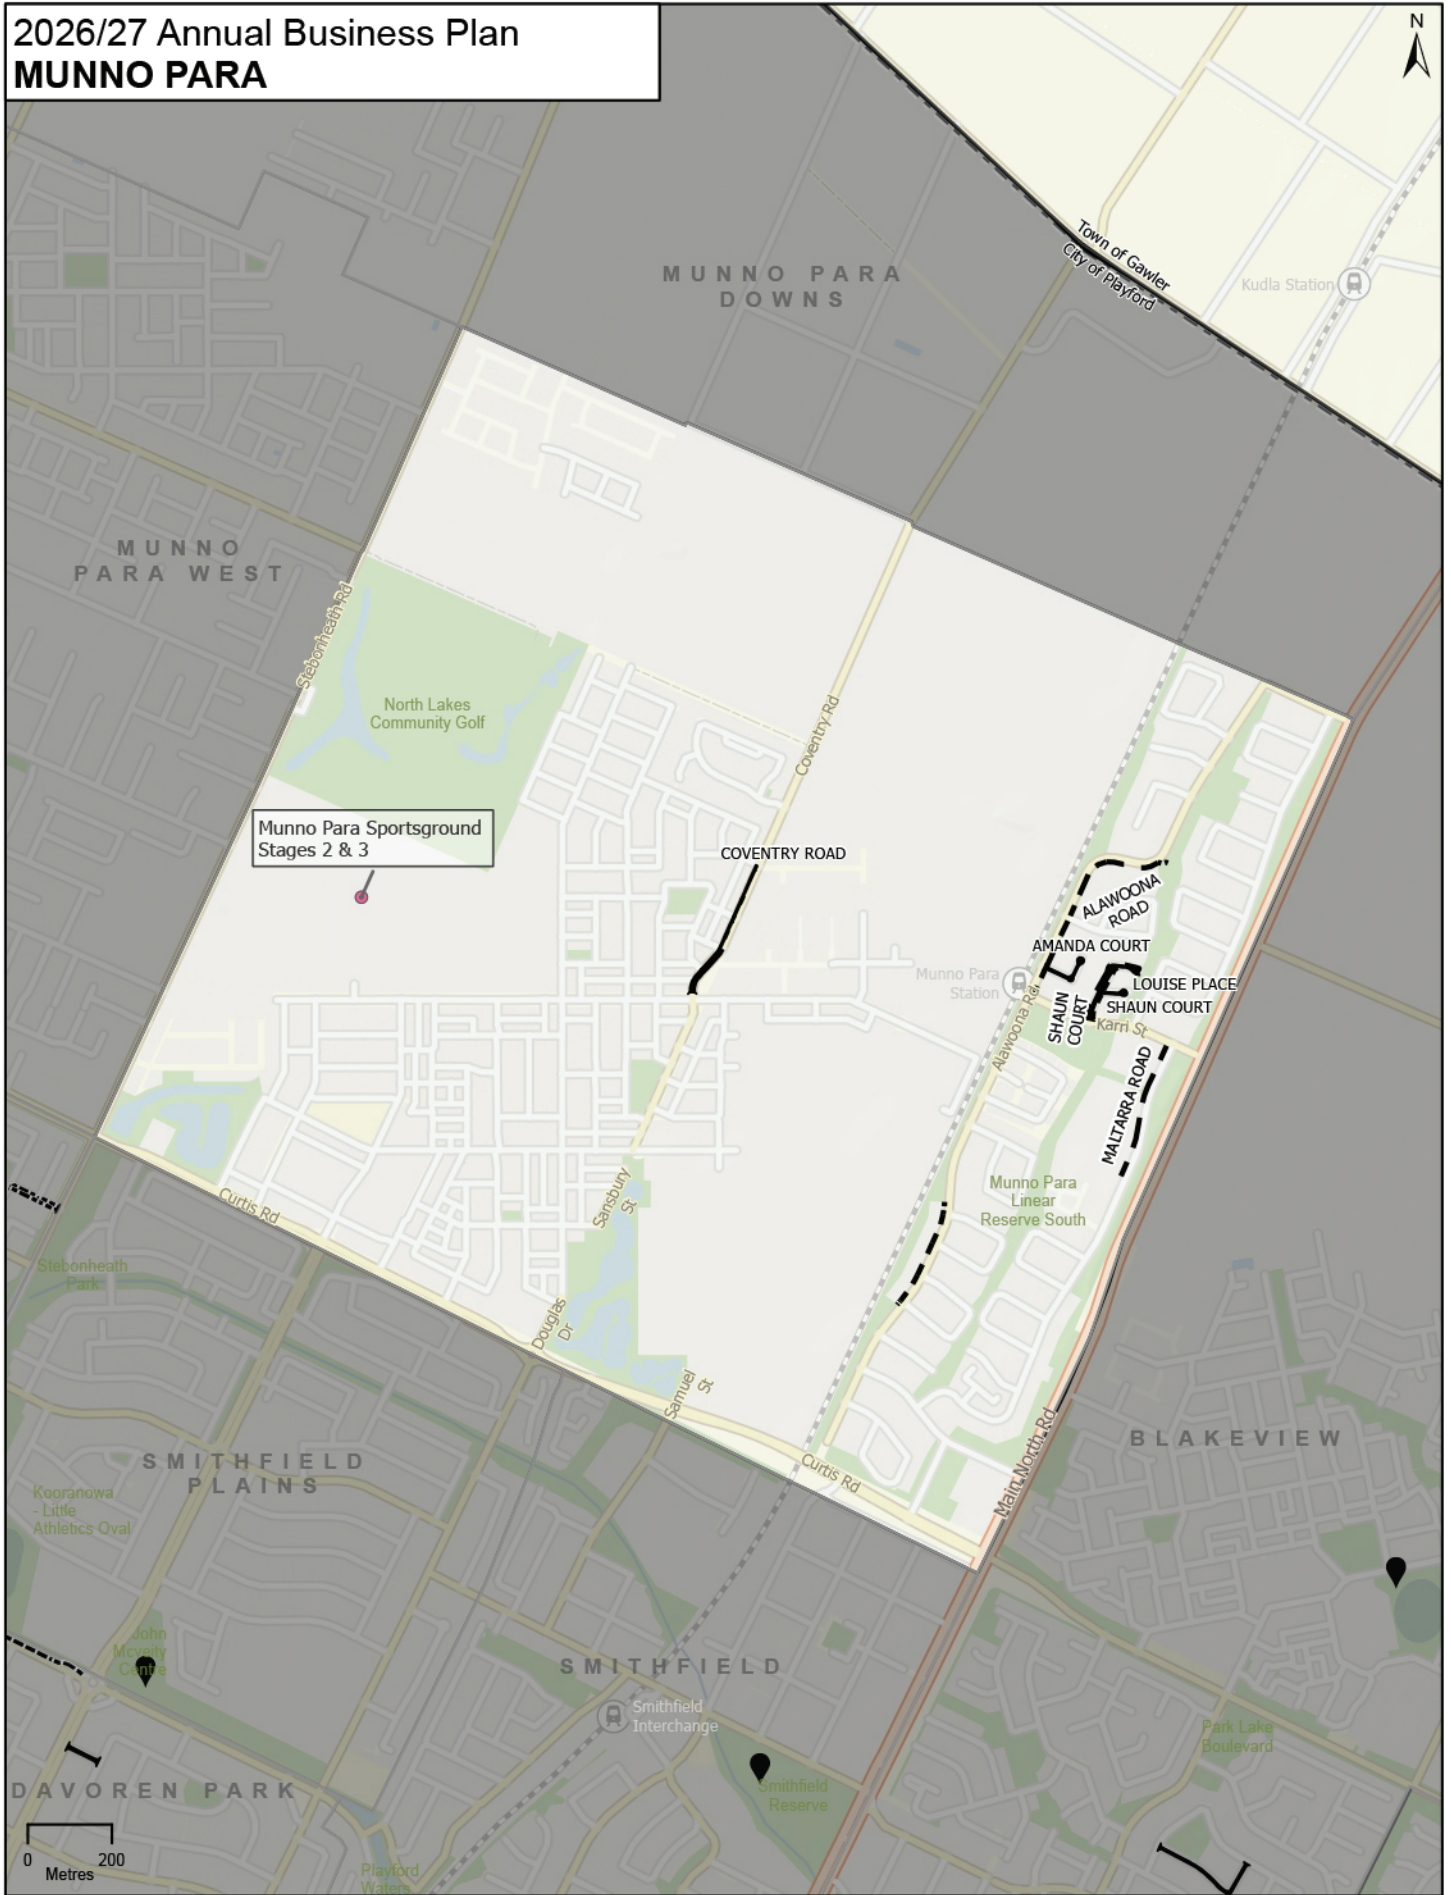 2026/27 Annual Business Plan
MUNNO PARA
N
Town of Gawler
City of Playford
Kudla Station
MUNNO PARA
DOWNS
MUNNO
PARA WEST
Stebonheath Rd
North Lakes
Community Golf
Coventry Rd
Munno Para Sportsground
Stages 2 & 3
COVENTRY ROAD
ALAWOONA
ROAD
AMANDA COURT
Munno Para
Station
LOUISE PLACE
SHAUN COURT
SHAUN
COURT
Karri St
Alawoona Rd
MALTARRA ROAD
Munno Para
Linear
Reserve South
Sansbury
St
Curtis Rd
Stebonheath
Park
Douglas
Dr
Samuel
St
Curtis Rd
Main North Rd
BLAKEVIEW
SMITHFIELD
PLAINS
Kooranowa
- Little
Athletics Oval
John
Mcveity
Centre
SMITHFIELD
Smithfield
Interchange
Park Lake
Boulevard
Smithfield
Reserve
DAVOREN PARK
0 200
Metres
Playford
Waters